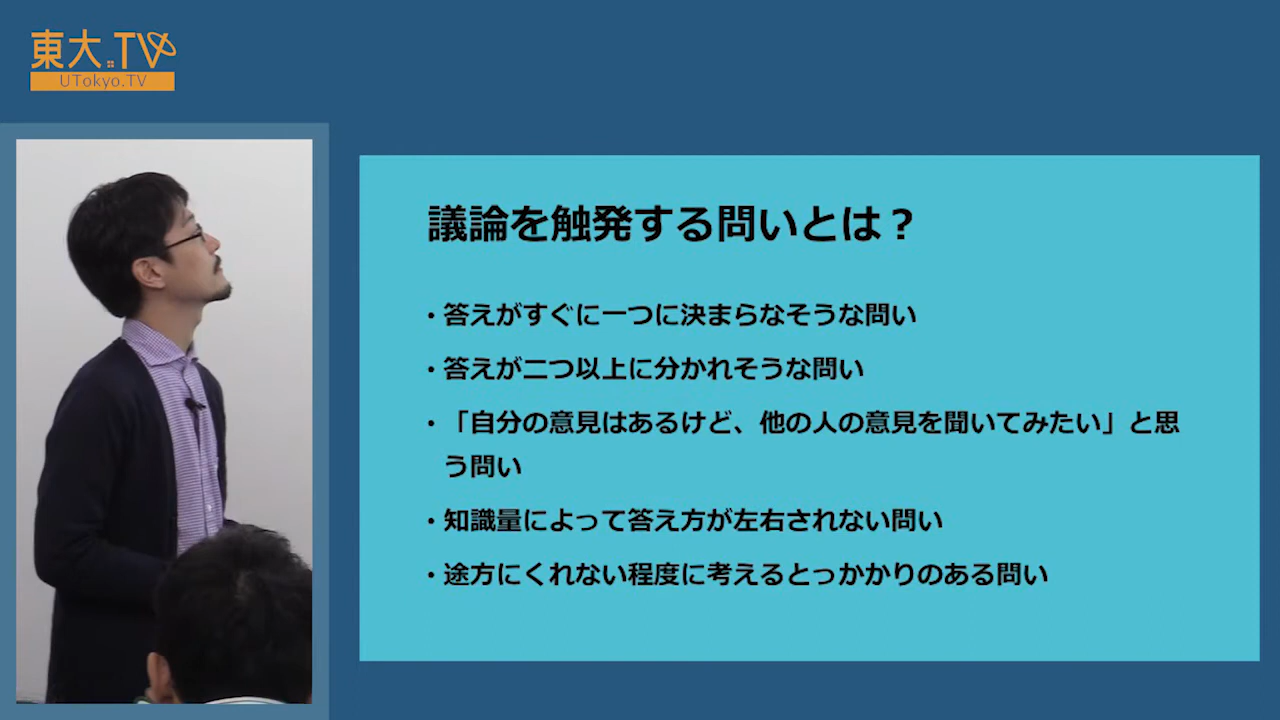 東大.TV
UTokyo.TV
議論を触発する問いとは？
・答えがすぐに一つに決まらなそうな問い
・答えが二つ以上に分かれそうな問い
・「自分の意見はあるけど、他の人の意見を聞いてみたい」と思
う問い
・知識量によって答え方が左右されない問い
・途方にくれない程度に考えるとっかかりのある問い